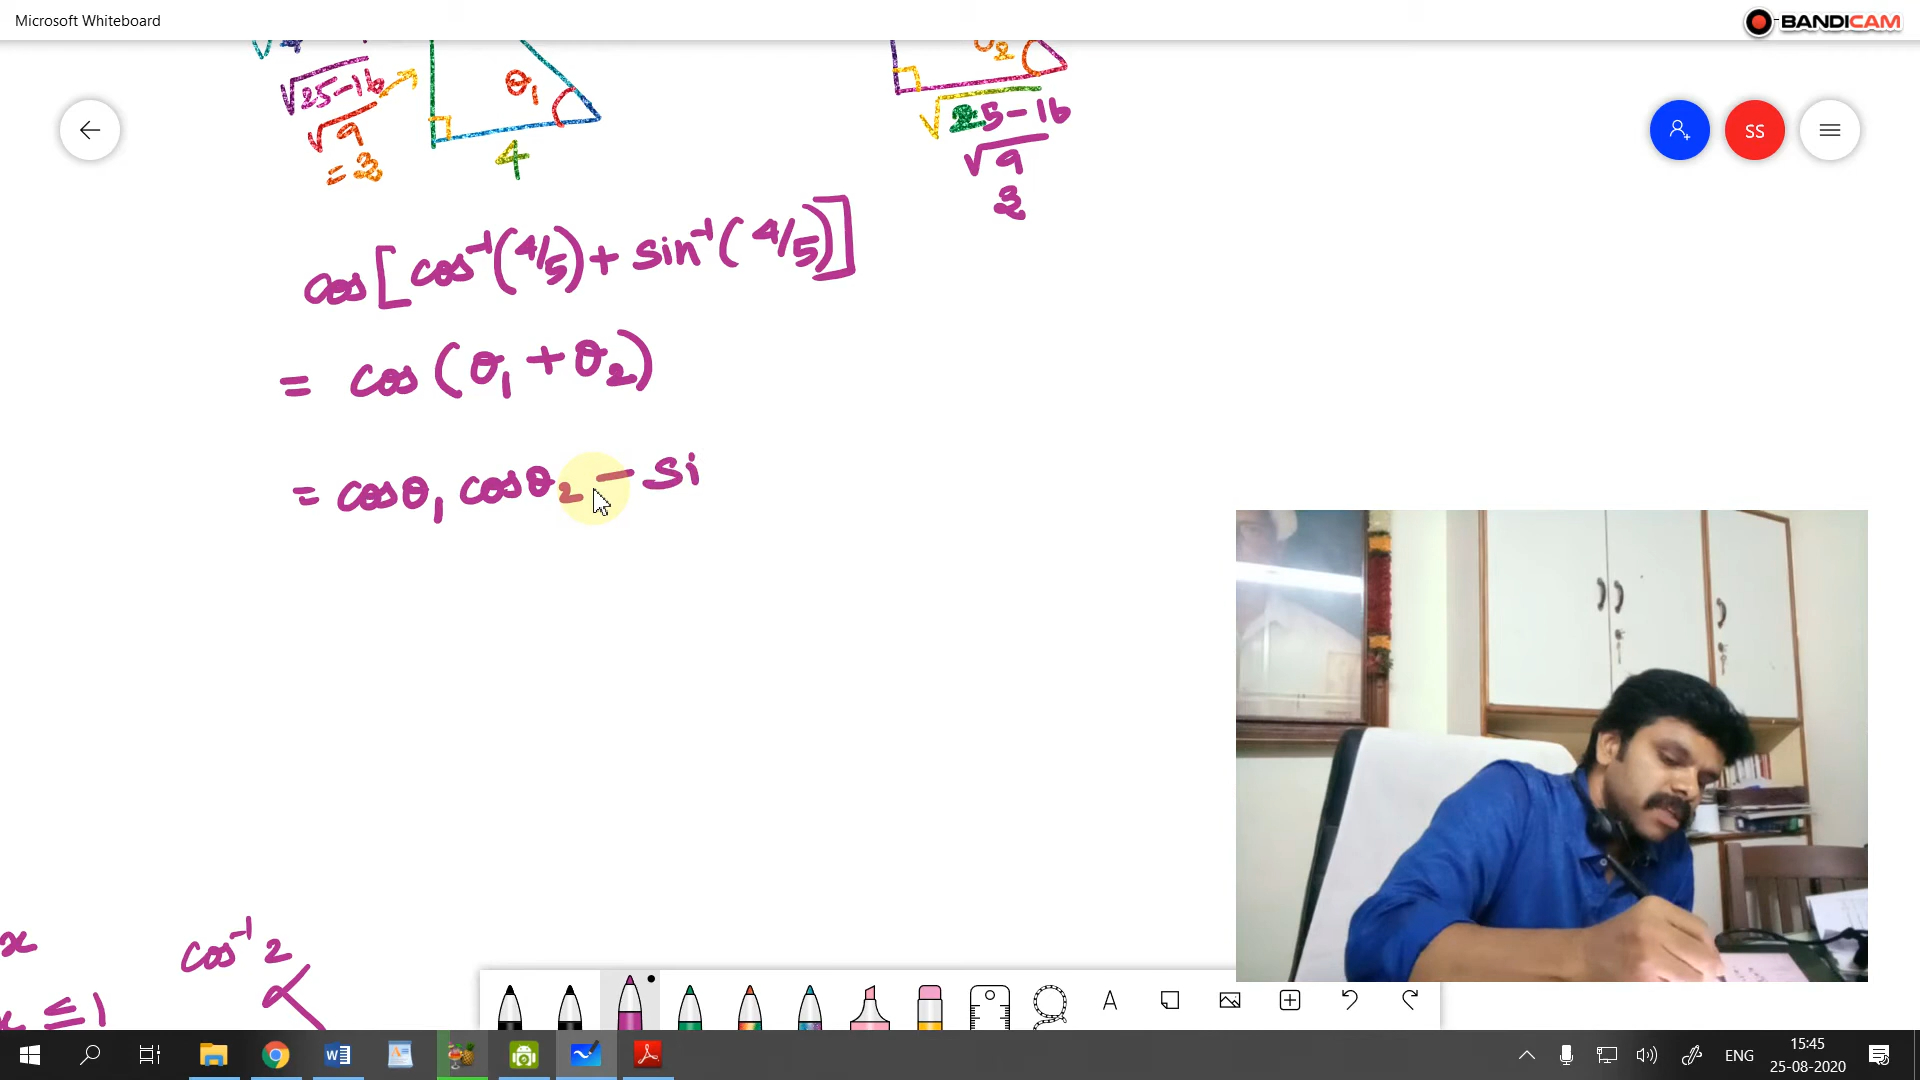 Microsoft Whiteboard
BANDICAM
√25-16
√9
= 3
θ1
4
θ2
√25-16
√9
3
SS
cos[cos⁻¹(4/5) + sin⁻¹(4/5)]
= cos(θ1 + θ2)
= cosθ1 cosθ2 - si
x
cos⁻¹ 2
x ≤ 1
ENG
15:45
25-08-2020